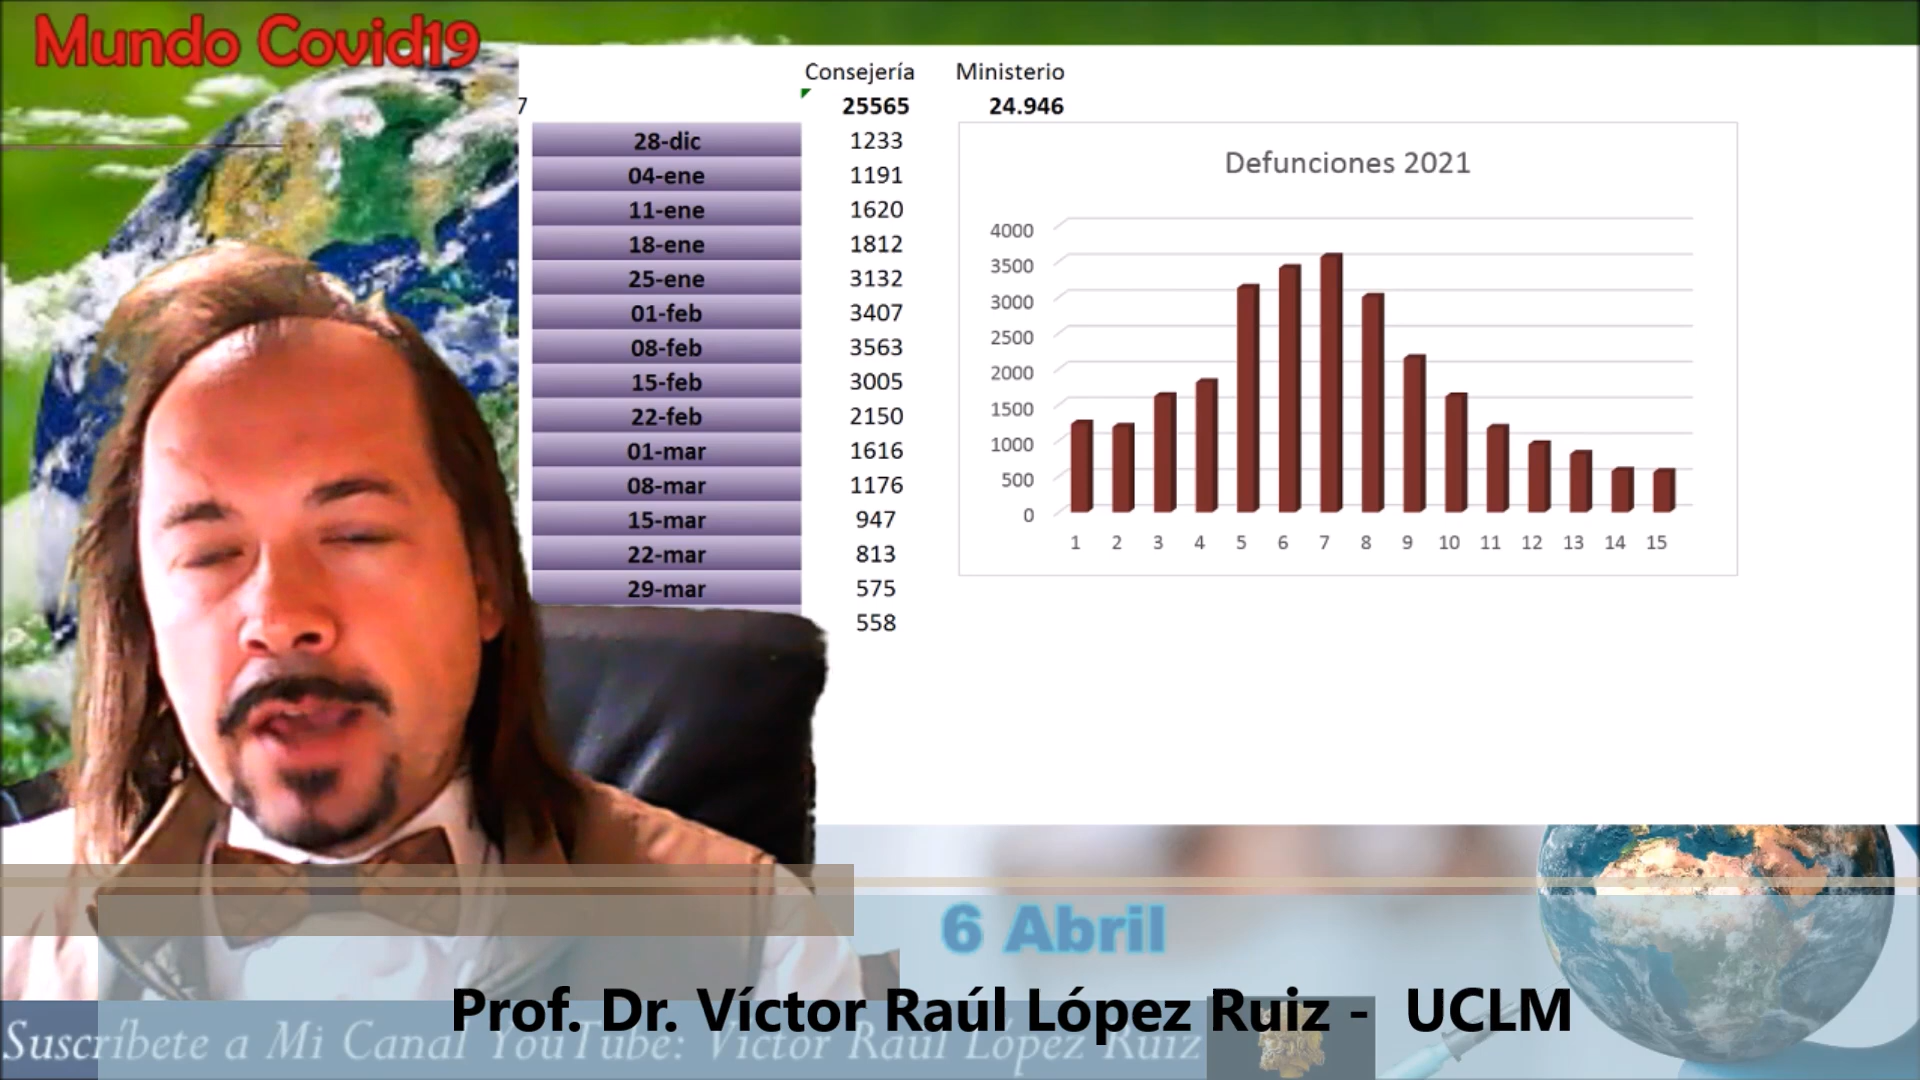 Mundo Covid19
Consejería Ministerio
7 25565 24.946
28-dic 1233
04-ene 1191
11-ene 1620
18-ene 1812
25-ene 3132
01-feb 3407
08-feb 3563
15-feb 3005
22-feb 2150
01-mar 1616
08-mar 1176
15-mar 947
22-mar 813
29-mar 575
558
Defunciones 2021
4000
3500
3000
2500
2000
1500
1000
500
0
1 2 3 4 5 6 7 8 9 10 11 12 13 14 15
6 Abril
Prof. Dr. Víctor Raúl López Ruiz - UCLM
Suscríbete a Mi Canal YouTube: Víctor Raúl López Ruiz